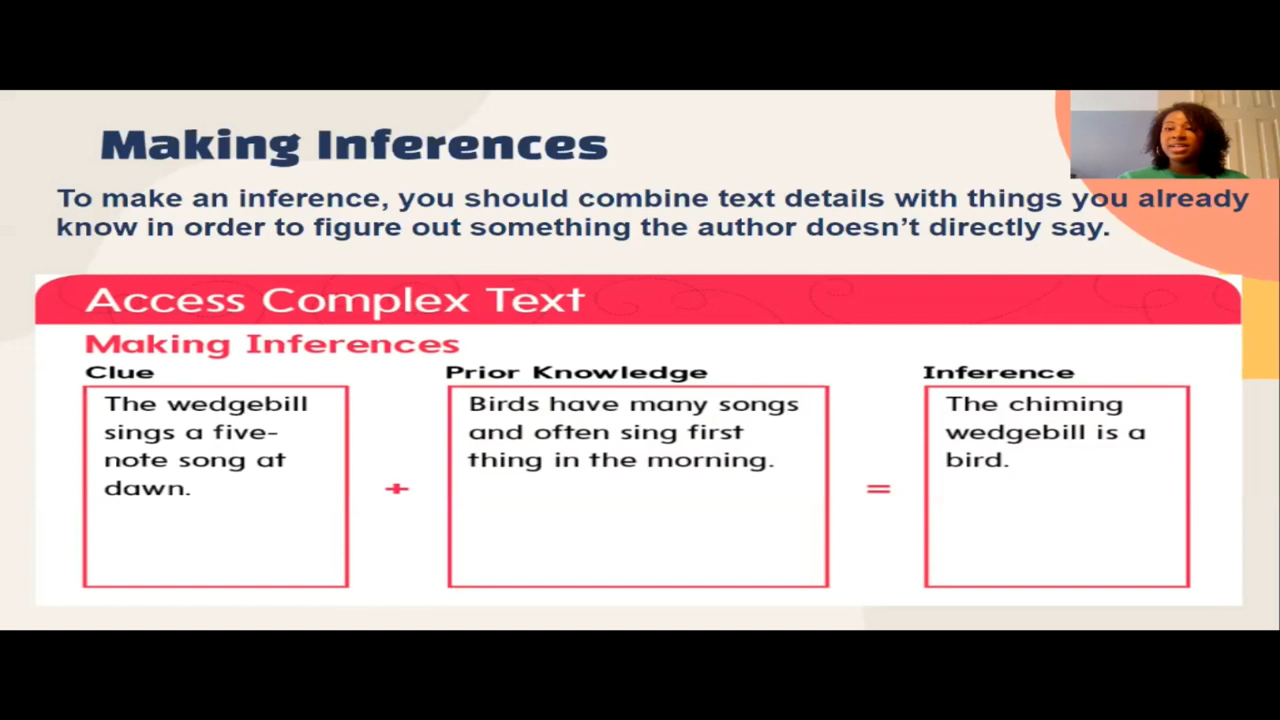 Making Inferences
To make an inference, you should combine text details with things you already
know in order to figure out something the author doesn't directly say.
Access Complex Text
Making Inferences
Clue
The wedgebill
sings a five-
note song at
dawn.
+
Prior Knowledge
Birds have many songs
and often sing first
thing in the morning.
=
Inference
The chiming
wedgebill is a
bird.